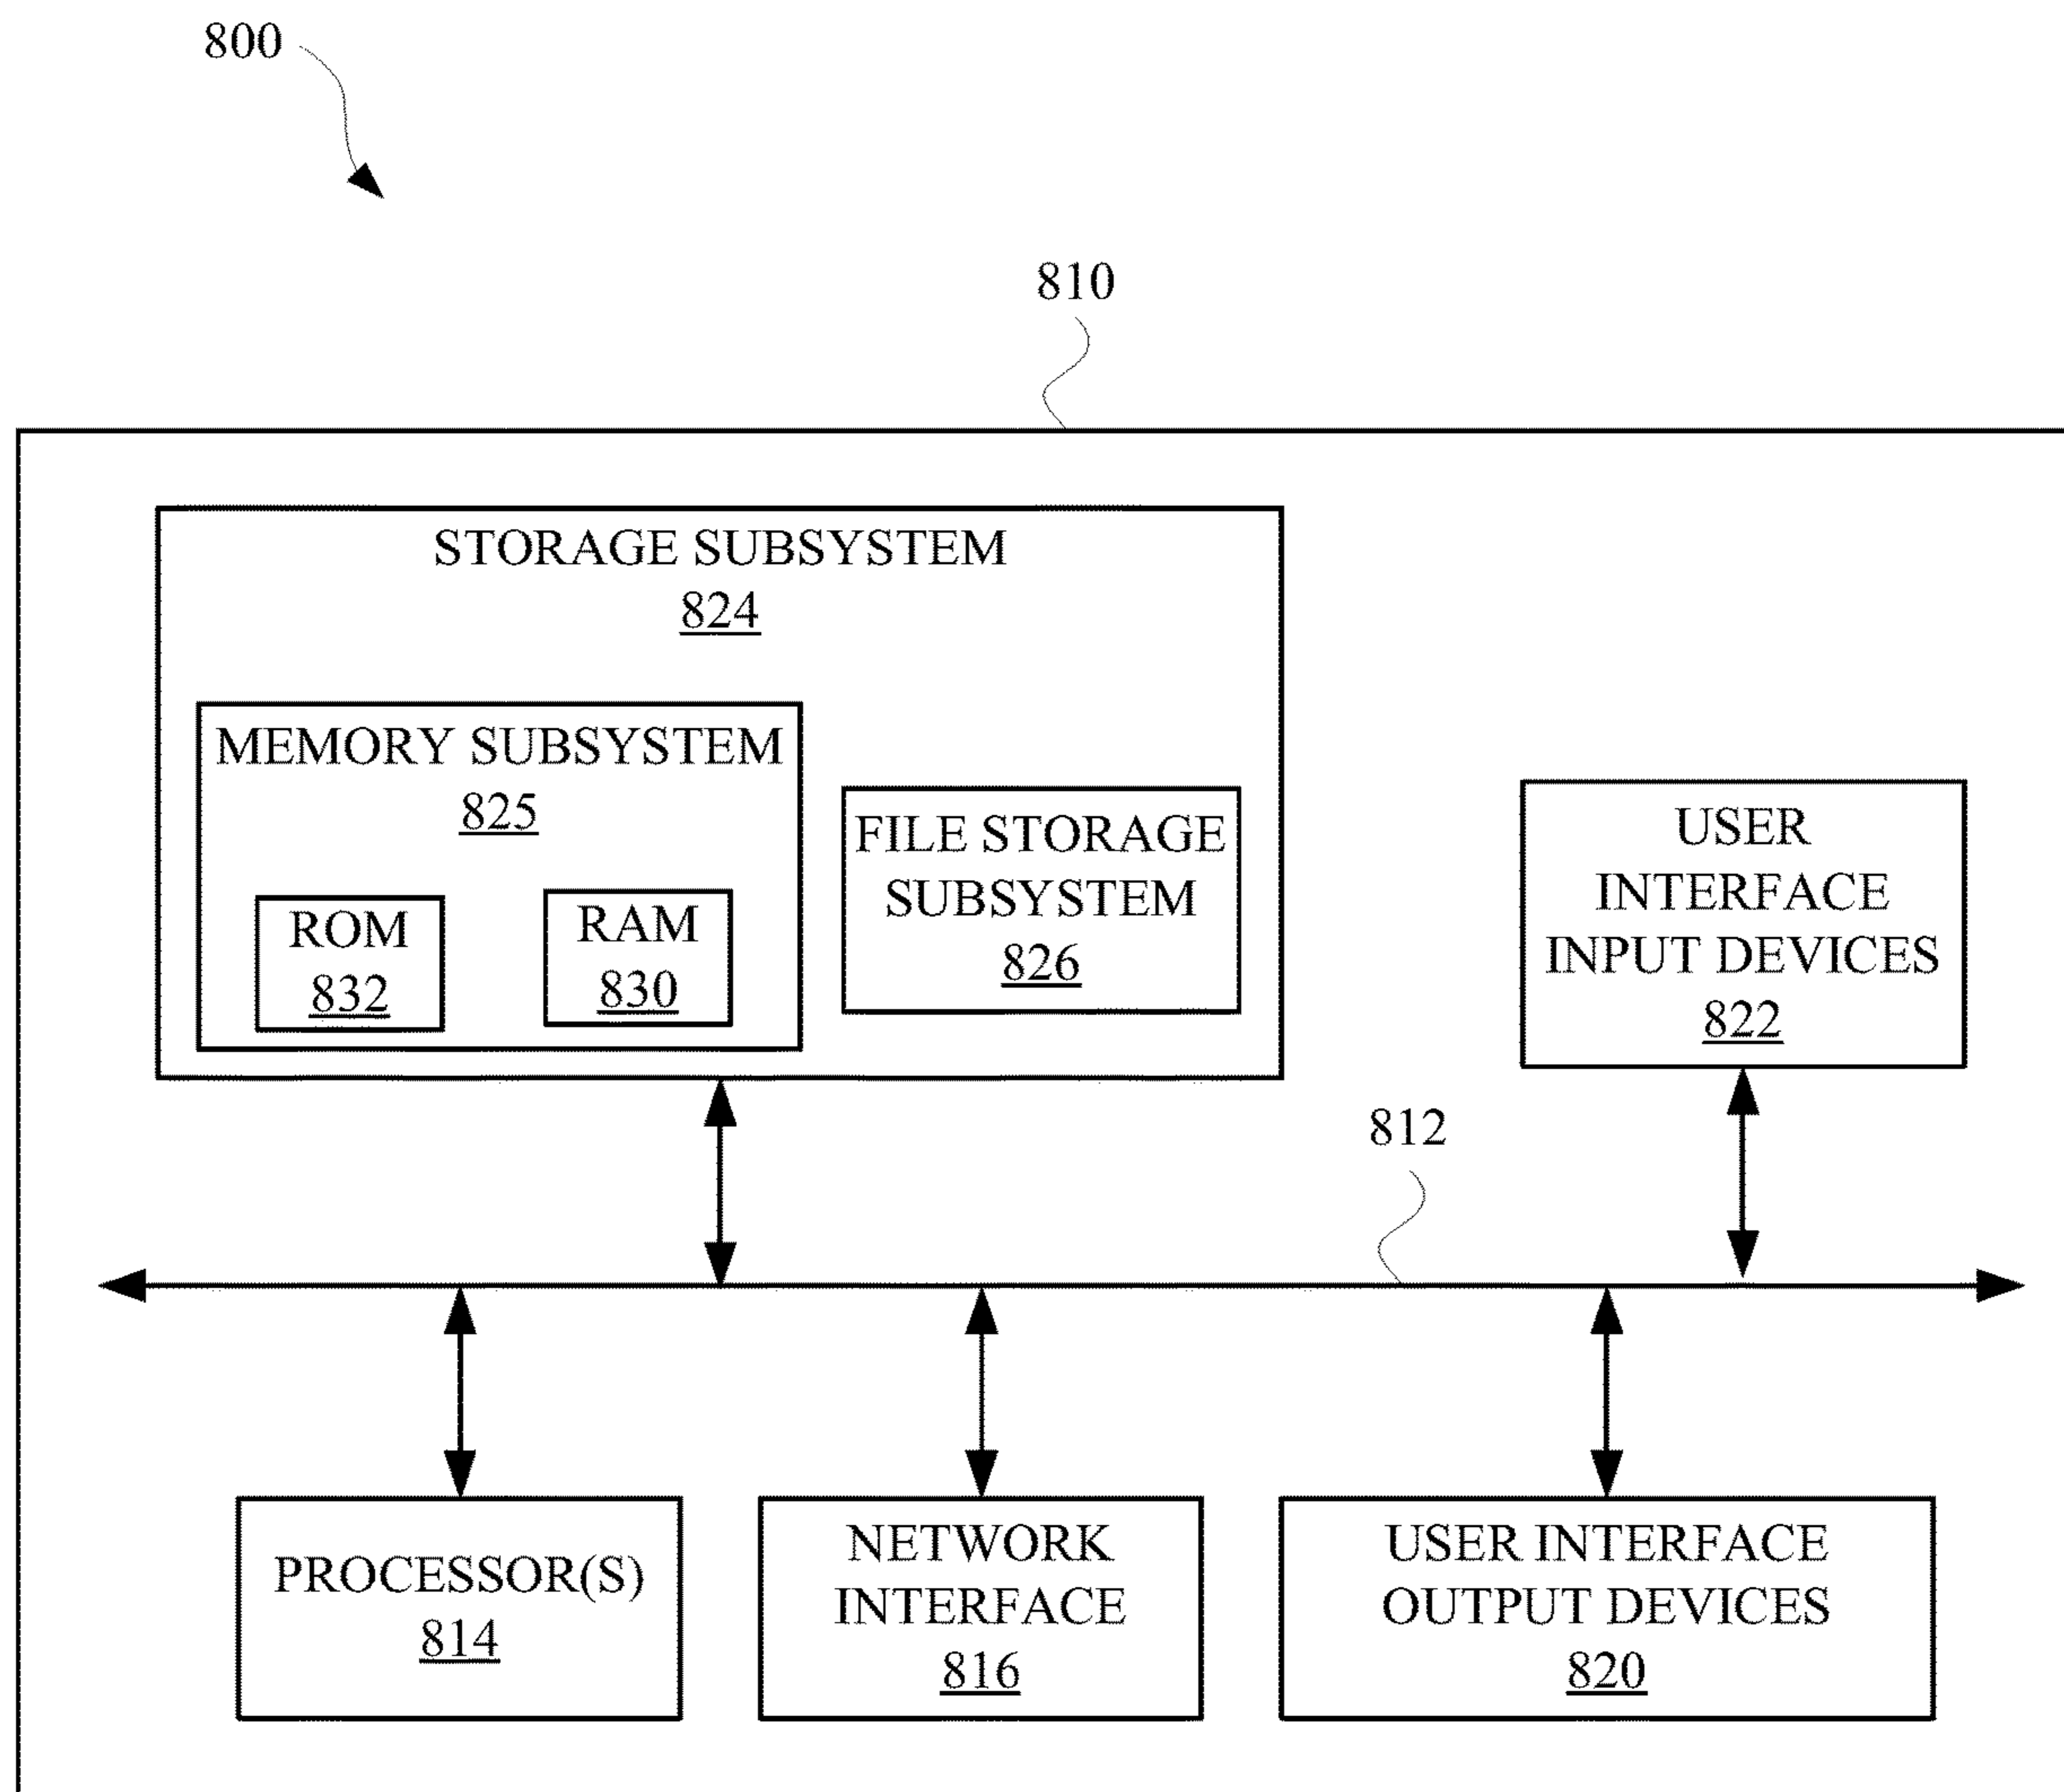 800
810
STORAGE SUBSYSTEM
824
MEMORY SUBSYSTEM
825
ROM
832
RAM
830
FILE STORAGE
SUBSYSTEM
826
USER
INTERFACE
INPUT DEVICES
822
812
PROCESSOR(S)
814
NETWORK
INTERFACE
816
USER INTERFACE
OUTPUT DEVICES
820